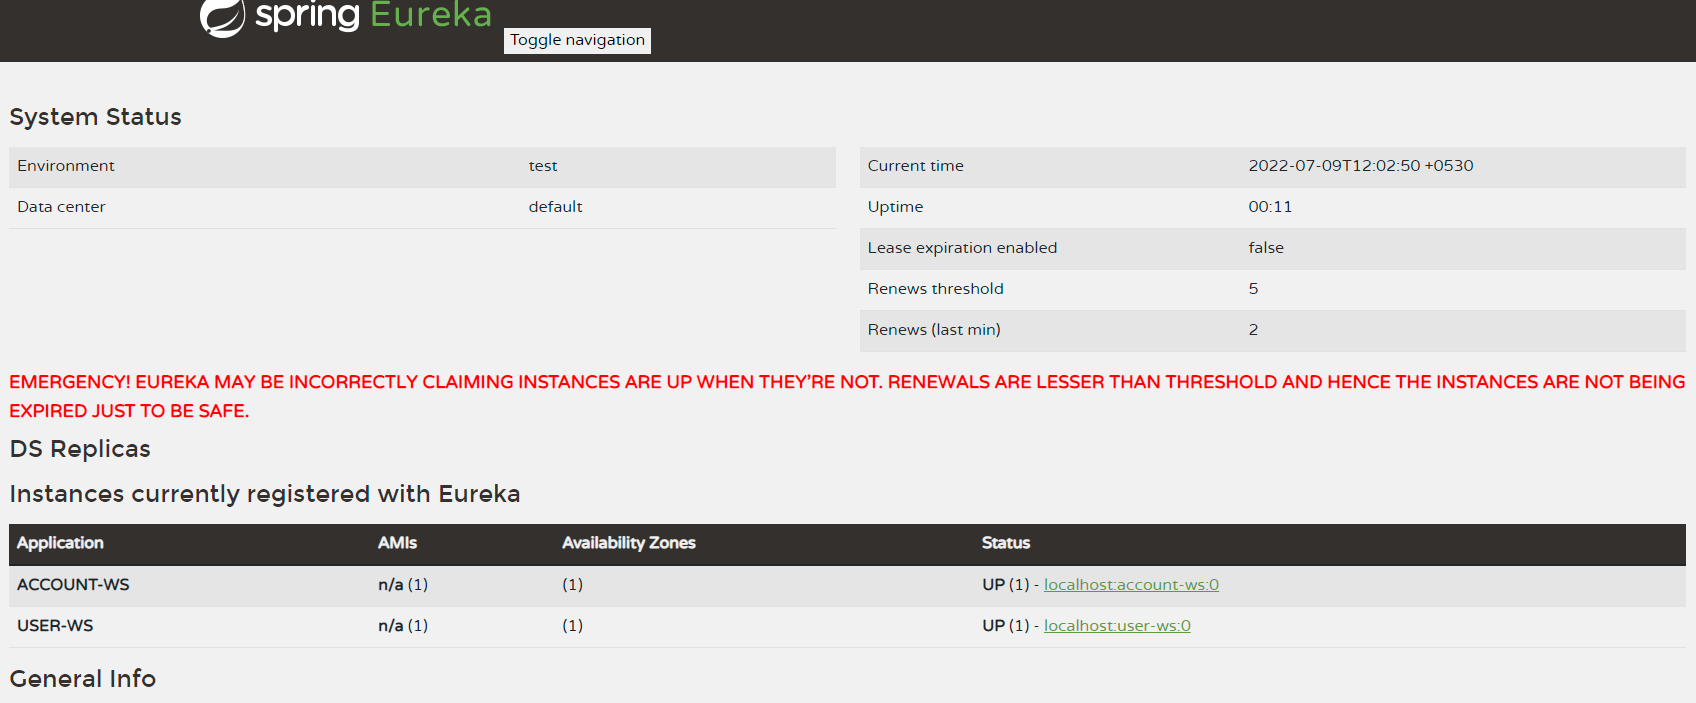 spring Eureka
Toggle navigation
System Status
Environment test
Data center default
Current time 2022-07-09T12:02:50 +0530
Uptime 00:11
Lease expiration enabled false
Renews threshold 5
Renews (last min) 2
EMERGENCY! EUREKA MAY BE INCORRECTLY CLAIMING INSTANCES ARE UP WHEN THEY'RE NOT. RENEWALS ARE LESSER THAN THRESHOLD AND HENCE THE INSTANCES ARE NOT BEING
EXPIRED JUST TO BE SAFE.
DS Replicas
Instances currently registered with Eureka
Application AMIs Availability Zones Status
ACCOUNT-WS n/a (1) (1) UP (1) - localhost:account-ws:0
USER-WS n/a (1) (1) UP (1) - localhost:user-ws:0
General Info